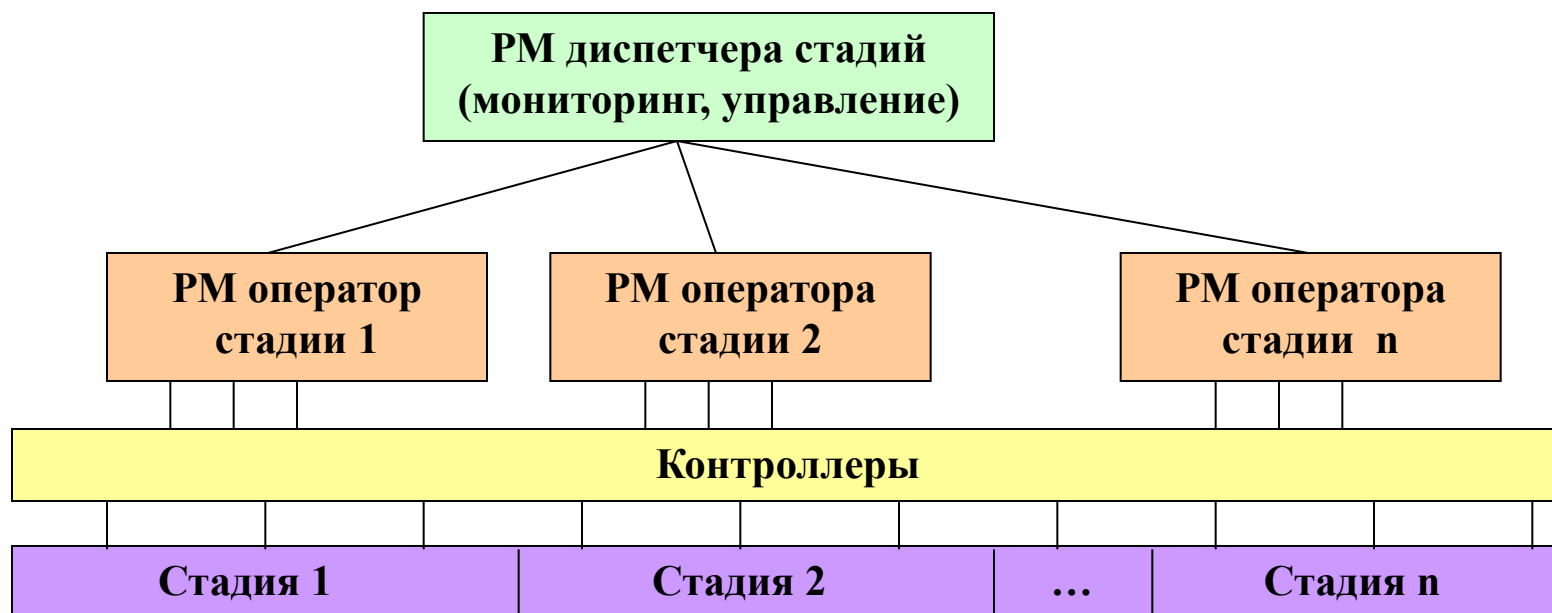 РМ диспетчера стадий
(мониторинг, управление)
РМ оператор
стадии 1
РМ оператора
стадии 2
РМ оператора
стадии n
Контроллеры
Стадия 1
Стадия 2
…
Стадия n